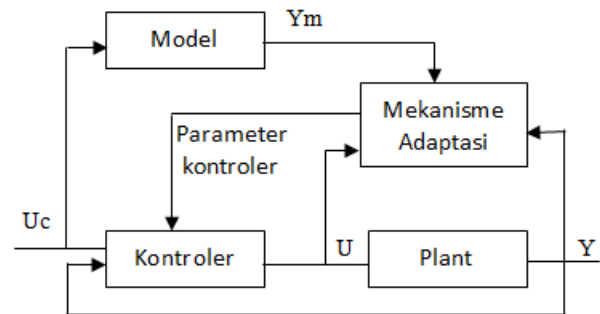 Ym
Model
Mekanisme
Adaptasi
Parameter
kontroler
Uc
Kontroler
U
Plant
Y